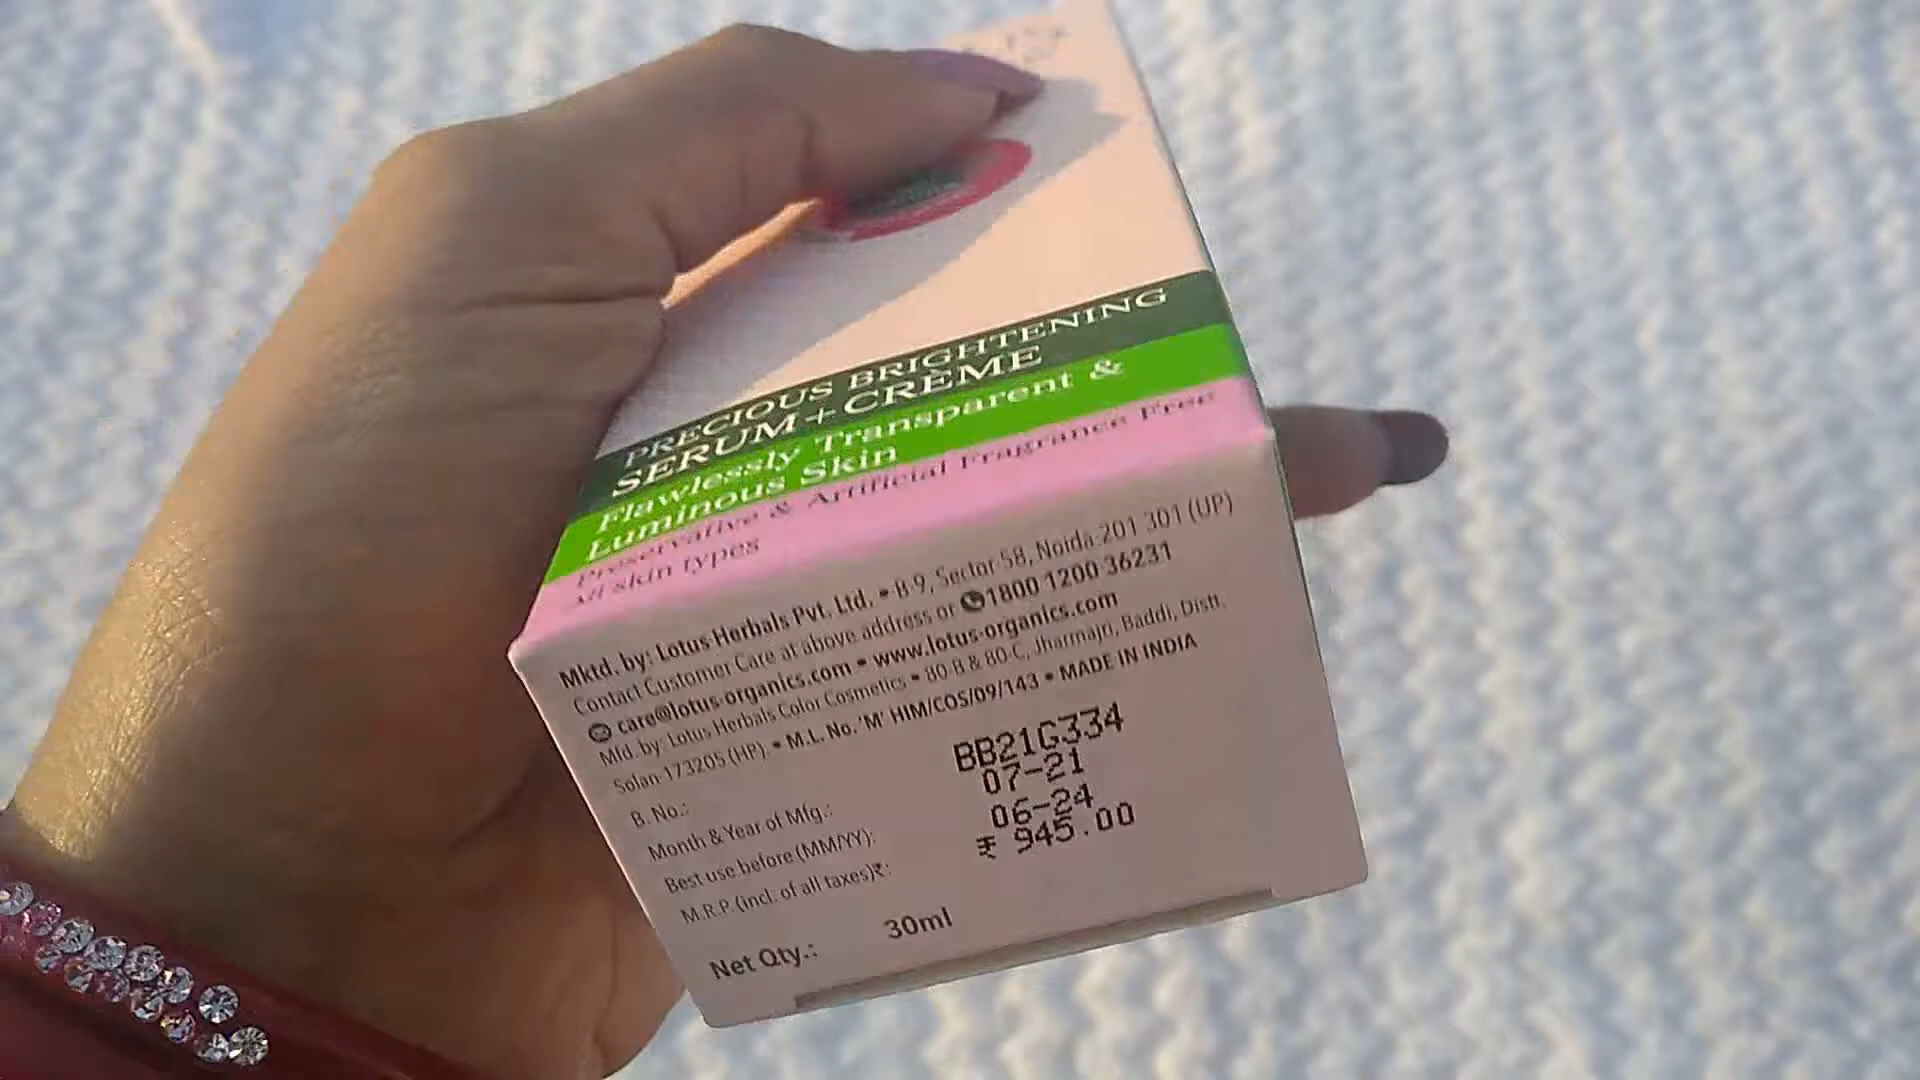 PRECIOUS BRIGHTENING
SERUM+CRÈME
Flawlessly Transparent &
Luminous Skin
Preservative & Artificial Fragrance Free
All skin types
Mktd. by: Lotus Herbals Pvt. Ltd. • B-9, Sector-58, Noida-201 301 (UP)
Contact Customer Care at above address or 1800 1200 36231
care@lotus-organics.com • www.lotus-organics.com
Mfd. by: Lotus Herbals Color Cosmetics • 80-B & 80-C, Jharmajri, Baddi, Distt.
Solan-173205 (HP). • M.L. No. 'M' HIM/COS/09/143 • MADE IN INDIA
B. No.: BB21G334
Month & Year of Mfg.: 07-21
Best use before (MM/YY): 06-24
M.R.P. (incl. of all taxes)₹: ₹ 945.00
Net Qty.: 30ml